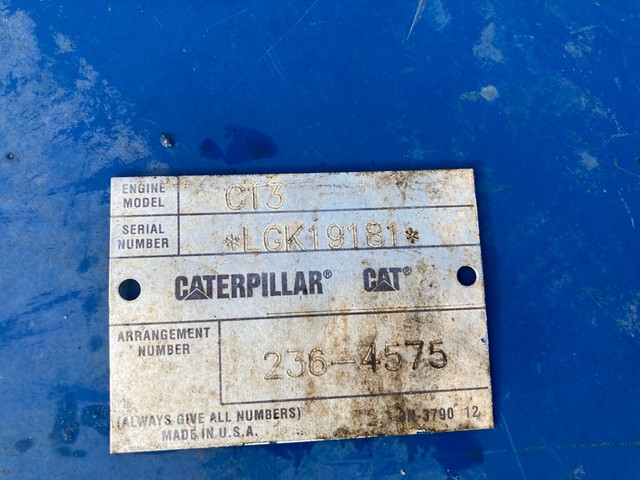 ENGINE MODEL C13
SERIAL NUMBER *LGK19181*
CATERPILLAR® CAT®
ARRANGEMENT NUMBER 236-4575
(ALWAYS GIVE ALL NUMBERS) 9N-3790 12
MADE IN U.S.A.